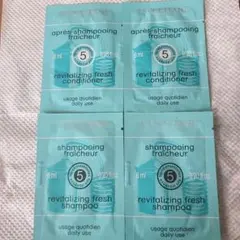 après shampooing
fraîcheur
après shampooing
fraîcheur
5
5
revitalizing fresh
conditioner
revitalizing fresh
conditioner
usage quotidien
daily use
usage quotidien
daily use
shampooing
fraîcheur
shampooing
fraîcheur
5
5
revitalizing fresh
shampoo
revitalizing fresh
shampoo
usage quotidien
daily use
usage quotidien
daily use